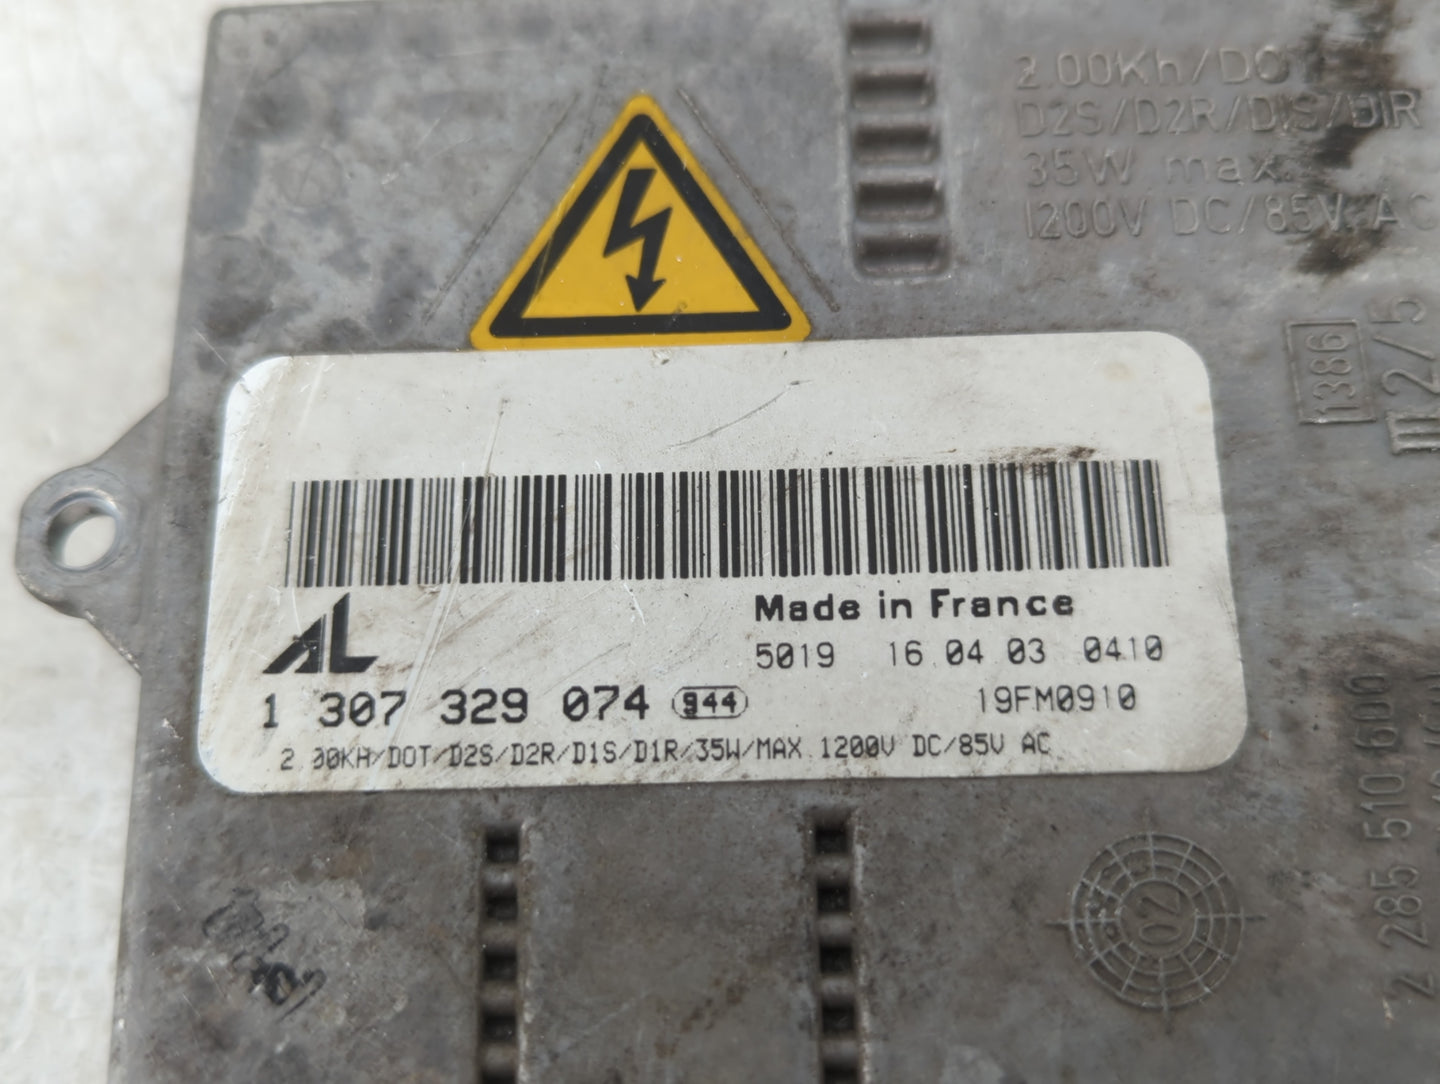 2.00Kh/DOT
D2S/D2R/D1S/D1R
35W max.
1200V DC/85V AC
1386
2/5
AL
Made in France
5019 16 04 03 0410
1 307 329 074 944
19FM0910
2.00KH/DOT/D2S/D2R/D1S/D1R/35W/MAX.1200V DC/85V AC
02
2 285 510 600